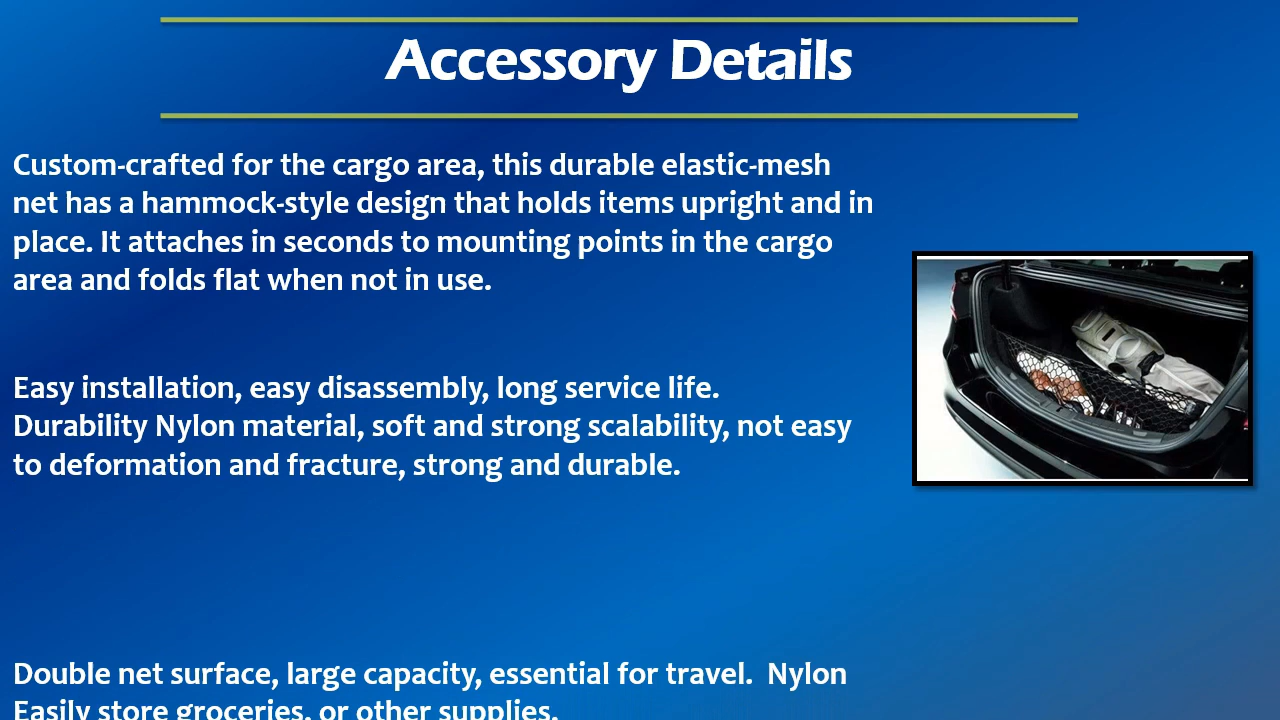 Accessory Details
Custom-crafted for the cargo area, this durable elastic-mesh
net has a hammock-style design that holds items upright and in
place. It attaches in seconds to mounting points in the cargo
area and folds flat when not in use.
Easy installation, easy disassembly, long service life.
Durability Nylon material, soft and strong scalability, not easy
to deformation and fracture, strong and durable.
Double net surface, large capacity, essential for travel.  Nylon
Easily store groceries, or other supplies.